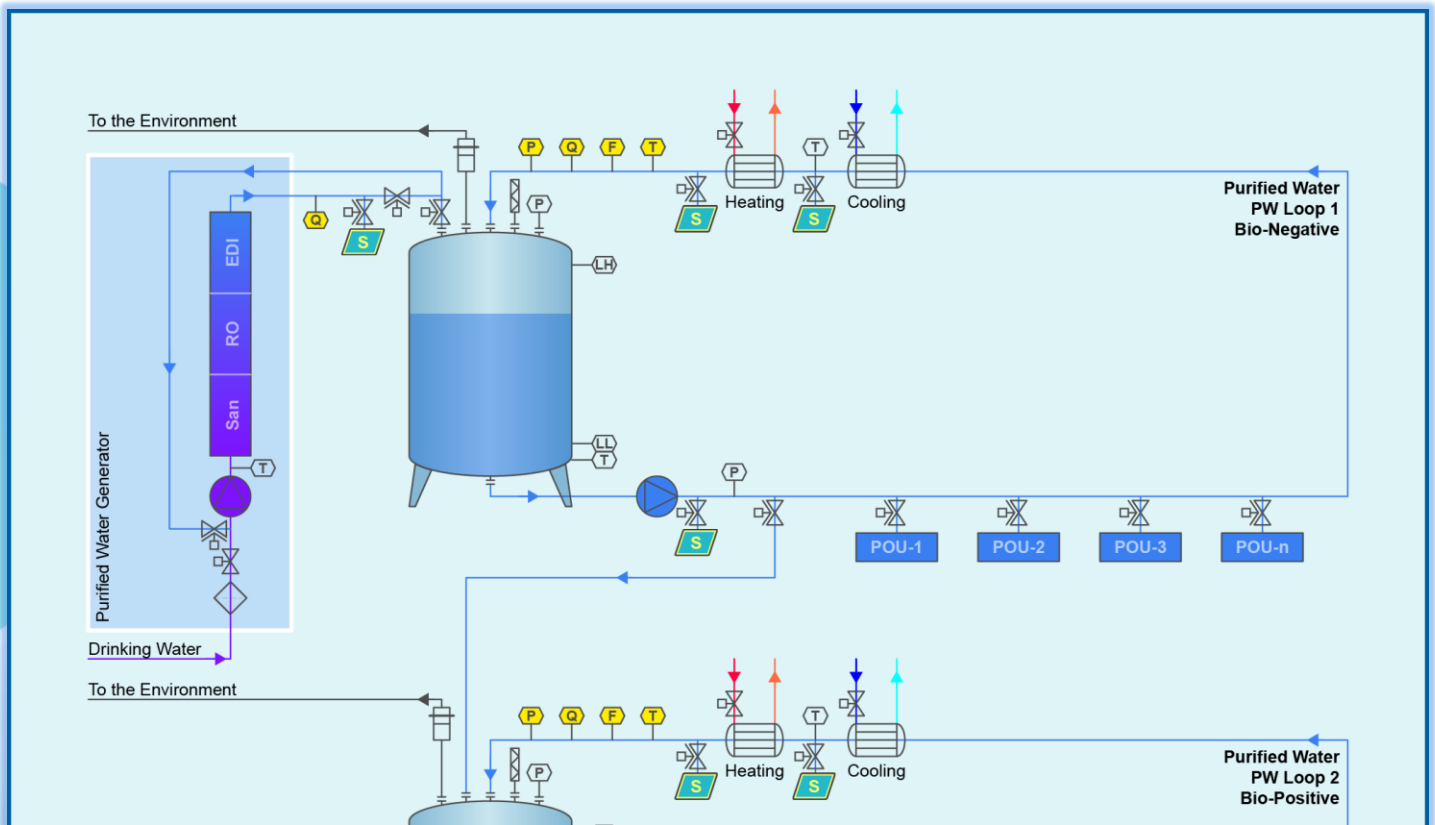 To the Environment
P Q F T T
Heating Cooling
S S
Purified Water
PW Loop 1
Bio-Negative
Q
S
P
EDI
RO
San
T
Purified Water Generator
Drinking Water
LH
LL
T
P
S
POU-1 POU-2 POU-3 POU-n
To the Environment
P Q F T T
Heating Cooling
S S
P
Purified Water
PW Loop 2
Bio-Positive